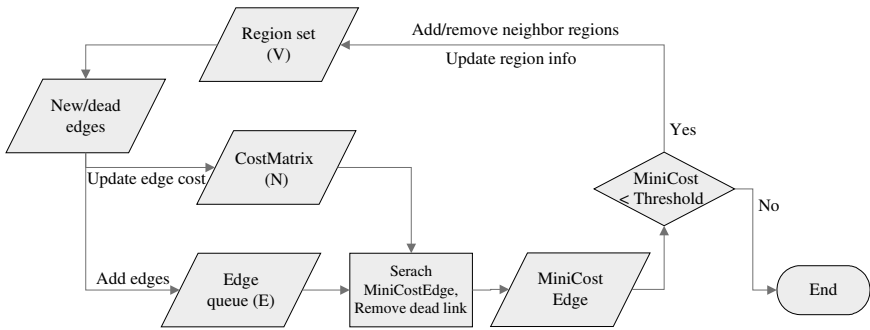 Region set
(V)
Add/remove neighbor regions
Update region info
New/dead
edges
Yes
CostMatrix
(N)
Update edge cost
MiniCost
< Threshold
No
Add edges
Edge
queue (E)
Serach
MiniCostEdge,
Remove dead link
MiniCost
Edge
End